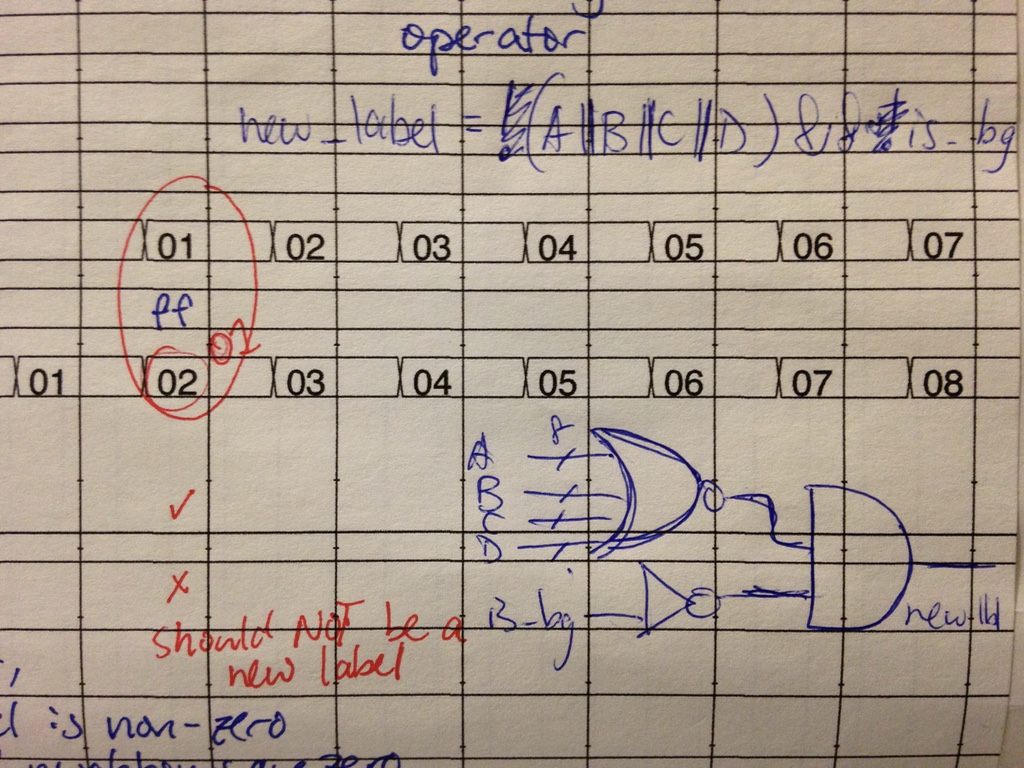 operator
new_label = !(A||B||C||D) && !is_bg
01 02 03 04 05 06 07
ff
02
01 02 03 04 05 06 07 08
A 8
B
C
D
is_bg
new_lbl
✓
x
should NOT be a
new label
is non-zero
zero